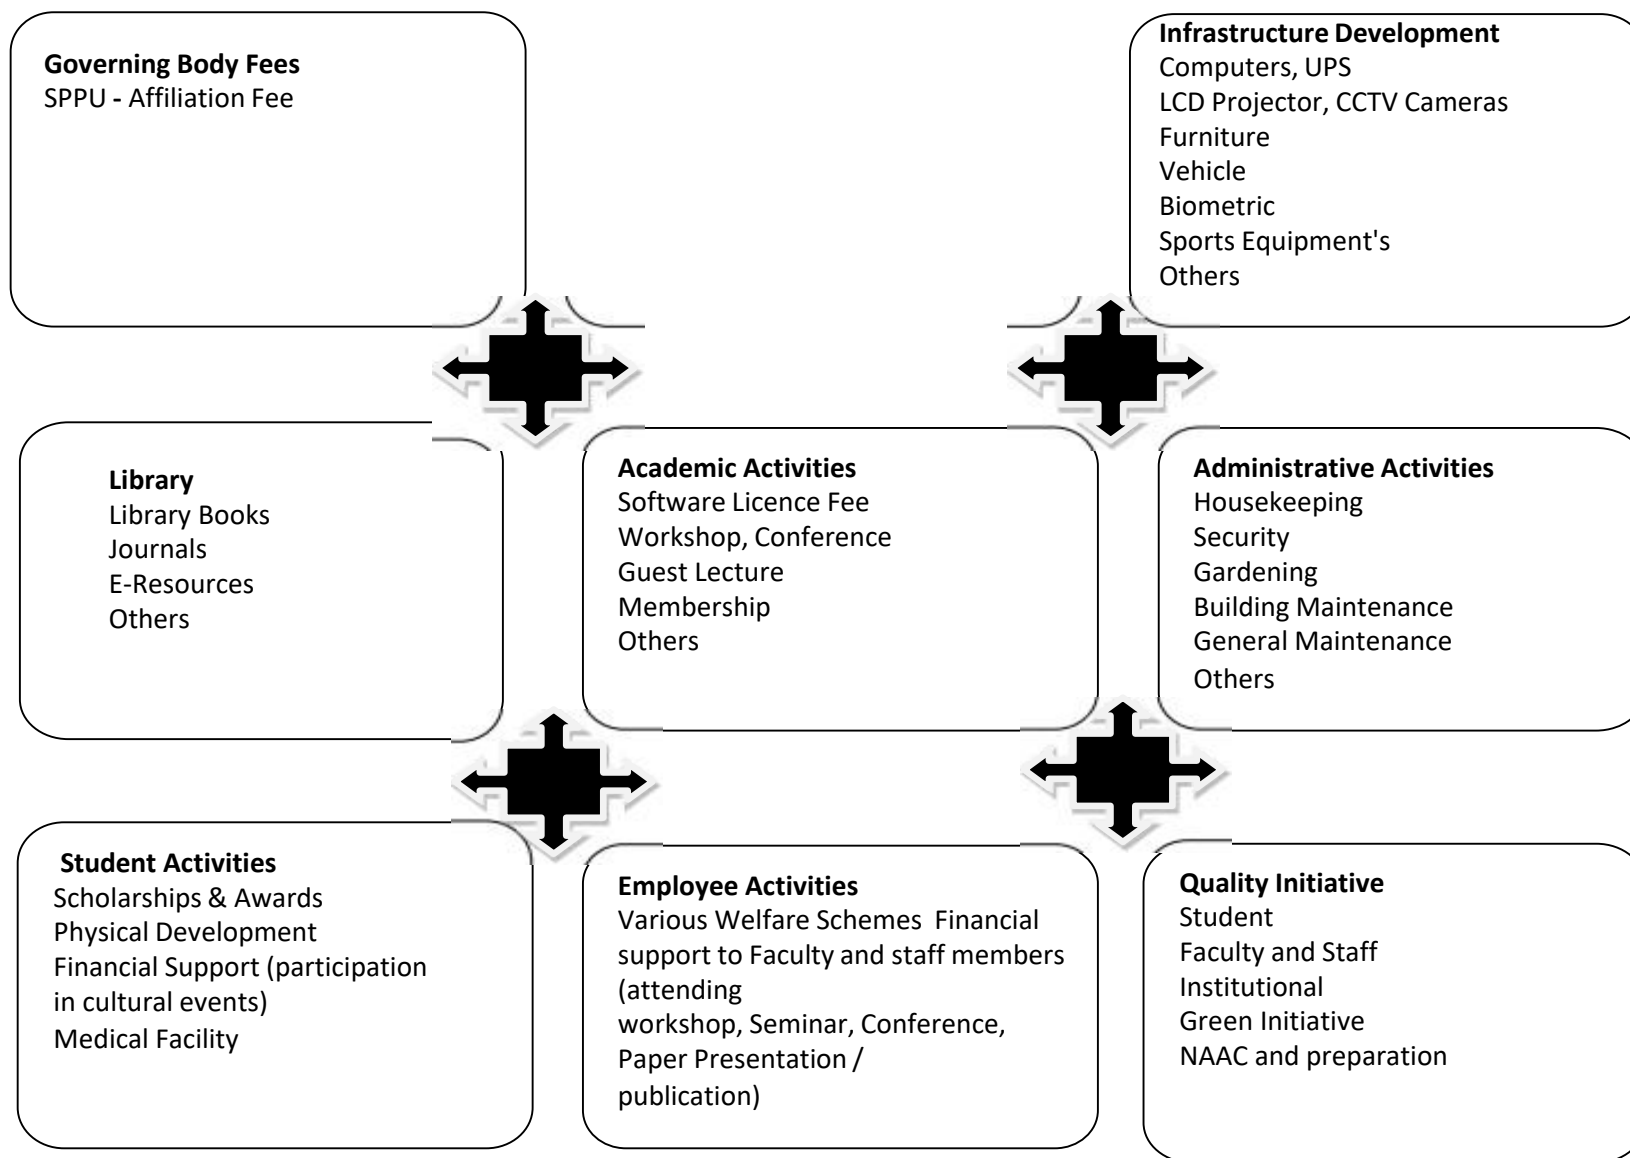 Governing Body Fees
SPPU - Affiliation Fee
Infrastructure Development
Computers, UPS
LCD Projector, CCTV Cameras
Furniture
Vehicle
Biometric
Sports Equipment's
Others
Library
Library Books
Journals
E-Resources
Others
Academic Activities
Software Licence Fee
Workshop, Conference
Guest Lecture
Membership
Others
Administrative Activities
Housekeeping
Security
Gardening
Building Maintenance
General Maintenance
Others
Student Activities
Scholarships & Awards
Physical Development
Financial Support (participation
in cultural events)
Medical Facility
Employee Activities
Various Welfare Schemes  Financial
support to Faculty and staff members
(attending
workshop, Seminar, Conference,
Paper Presentation /
publication)
Quality Initiative
Student
Faculty and Staff
Institutional
Green Initiative
NAAC and preparation